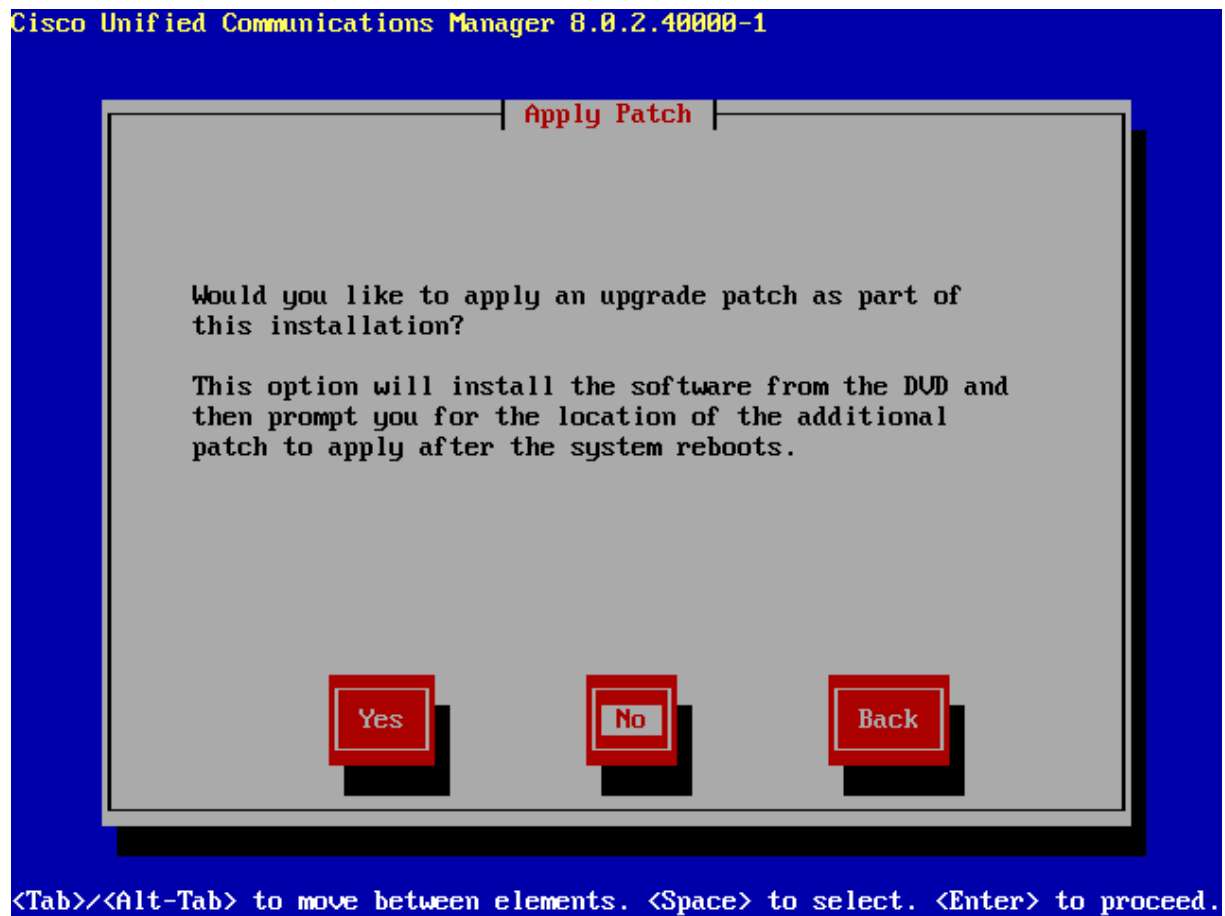 Cisco Unified Communications Manager 8.0.2.40000-1
Apply Patch
Would you like to apply an upgrade patch as part of
this installation?
This option will install the software from the DVD and
then prompt you for the location of the additional
patch to apply after the system reboots.
Yes No Back
<Tab>/<Alt-Tab> to move between elements. <Space> to select. <Enter> to proceed.